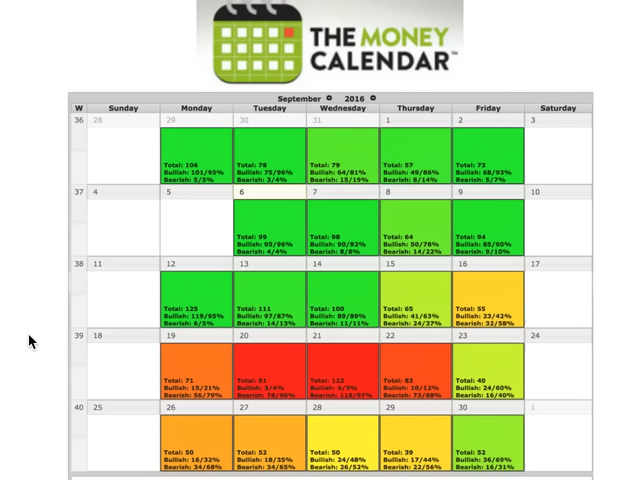 THE MONEY
CALENDAR™
September 2016
W Sunday Monday Tuesday Wednesday Thursday Friday Saturday
36 28 29 30 31 1 2 3
Total: 106 Total: 78 Total: 79 Total: 57 Total: 73
Bullish: 101/95% Bullish: 75/96% Bullish: 64/81% Bullish: 49/86% Bullish: 68/93%
Bearish: 5/5% Bearish: 3/4% Bearish: 15/19% Bearish: 8/14% Bearish: 5/7%
37 4 5 6 7 8 9 10
Total: 99 Total: 98 Total: 64 Total: 94
Bullish: 95/96% Bullish: 90/92% Bullish: 50/78% Bullish: 85/90%
Bearish: 4/4% Bearish: 8/8% Bearish: 14/22% Bearish: 9/10%
38 11 12 13 14 15 16 17
Total: 125 Total: 111 Total: 100 Total: 65 Total: 55
Bullish: 119/95% Bullish: 97/87% Bullish: 89/89% Bullish: 41/63% Bullish: 23/42%
Bearish: 6/5% Bearish: 14/13% Bearish: 11/11% Bearish: 24/37% Bearish: 32/58%
39 18 19 20 21 22 23 24
Total: 71 Total: 81 Total: 122 Total: 83 Total: 40
Bullish: 15/21% Bullish: 3/4% Bullish: 4/3% Bullish: 10/12% Bullish: 24/60%
Bearish: 56/79% Bearish: 78/96% Bearish: 118/97% Bearish: 73/88% Bearish: 16/40%
40 25 26 27 28 29 30 1
Total: 50 Total: 52 Total: 50 Total: 39 Total: 52
Bullish: 16/32% Bullish: 18/35% Bullish: 24/48% Bullish: 17/44% Bullish: 36/69%
Bearish: 34/68% Bearish: 34/65% Bearish: 26/52% Bearish: 22/56% Bearish: 16/31%